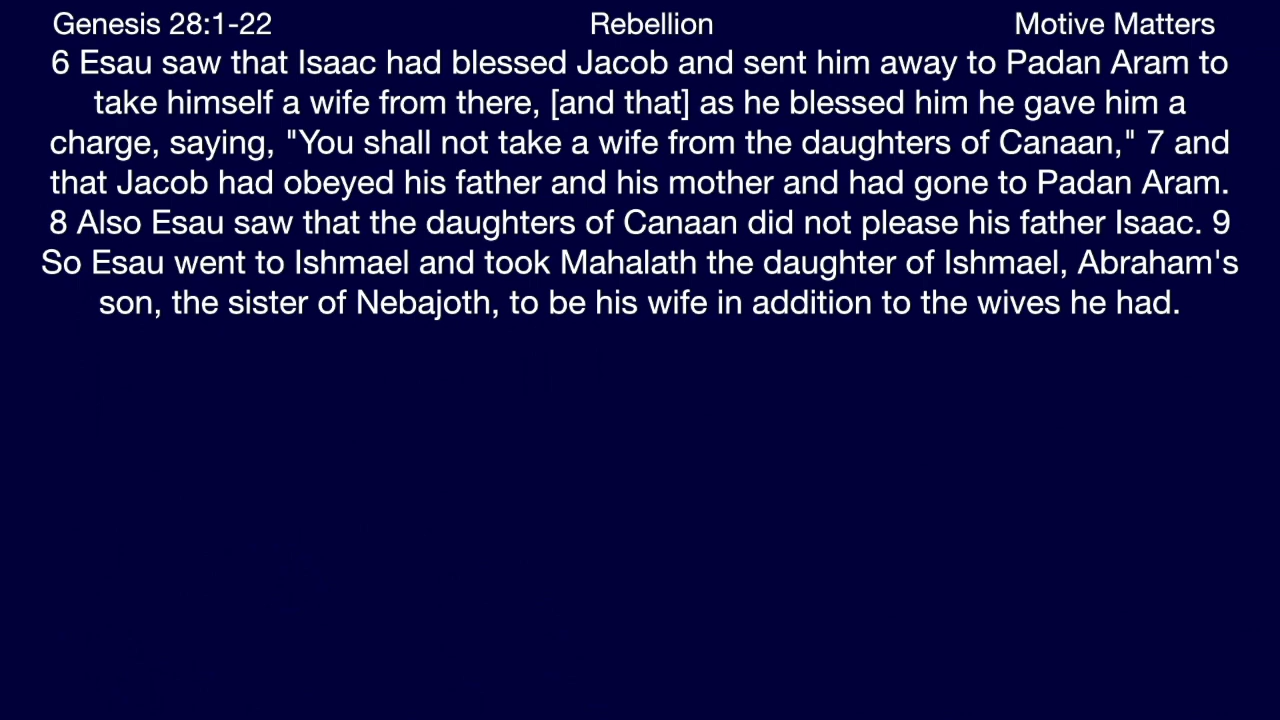 Genesis 28:1-22 Rebellion Motive Matters
6 Esau saw that Isaac had blessed Jacob and sent him away to Padan Aram to
take himself a wife from there, [and that] as he blessed him he gave him a
charge, saying, "You shall not take a wife from the daughters of Canaan," 7 and
that Jacob had obeyed his father and his mother and had gone to Padan Aram.
8 Also Esau saw that the daughters of Canaan did not please his father Isaac. 9
So Esau went to Ishmael and took Mahalath the daughter of Ishmael, Abraham's
son, the sister of Nebajoth, to be his wife in addition to the wives he had.